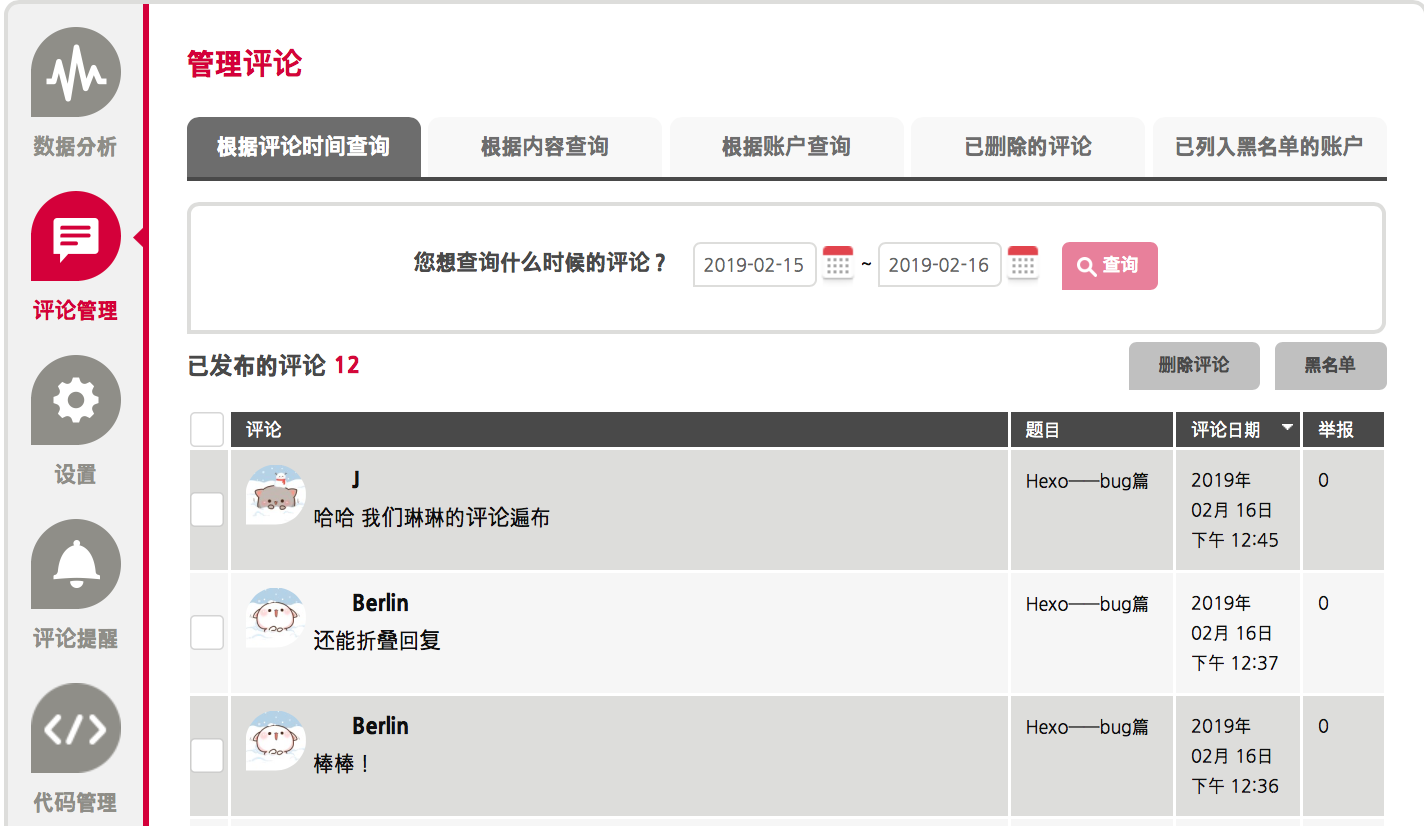 管理评论
数据分析
评论管理
设置
评论提醒
代码管理
根据评论时间查询
根据内容查询
根据账户查询
已删除的评论
已列入黑名单的账户
您想查询什么时候的评论？ 2019-02-15 ~ 2019-02-16 查询
已发布的评论 12
删除评论 黑名单
评论 题目 评论日期 举报
J
哈哈 我们琳琳的评论遍布
Hexo——bug篇
2019年
02月 16日
下午 12:45
0
Berlin
还能折叠回复
Hexo——bug篇
2019年
02月 16日
下午 12:37
0
Berlin
棒棒！
Hexo——bug篇
2019年
02月 16日
下午 12:36
0